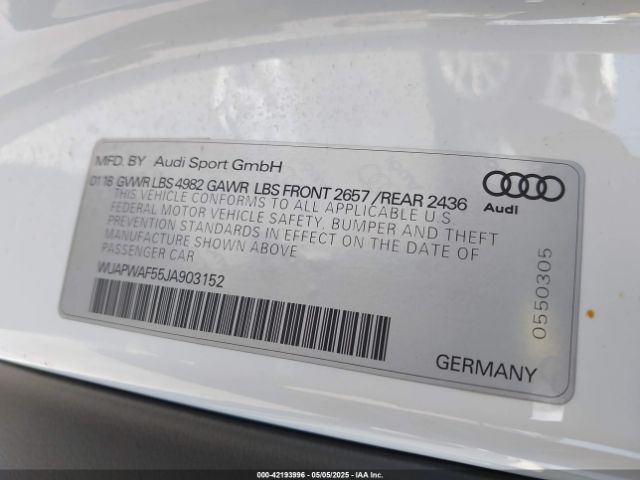 MFD. BY Audi Sport GmbH
01 18 GVWR LBS 4982 GAWR LBS FRONT 2657 / REAR 2436
THIS VEHICLE CONFORMS TO ALL APPLICABLE U.S.
FEDERAL MOTOR VEHICLE SAFETY, BUMPER AND THEFT
PREVENTION STANDARDS IN EFFECT ON THE DATE OF
MANUFACTURE SHOWN ABOVE
PASSENGER CAR
WUAPWAF55JA903152
Audi
0550305
GERMANY
000-42193996 - 05/05/2025 - IAA Inc.